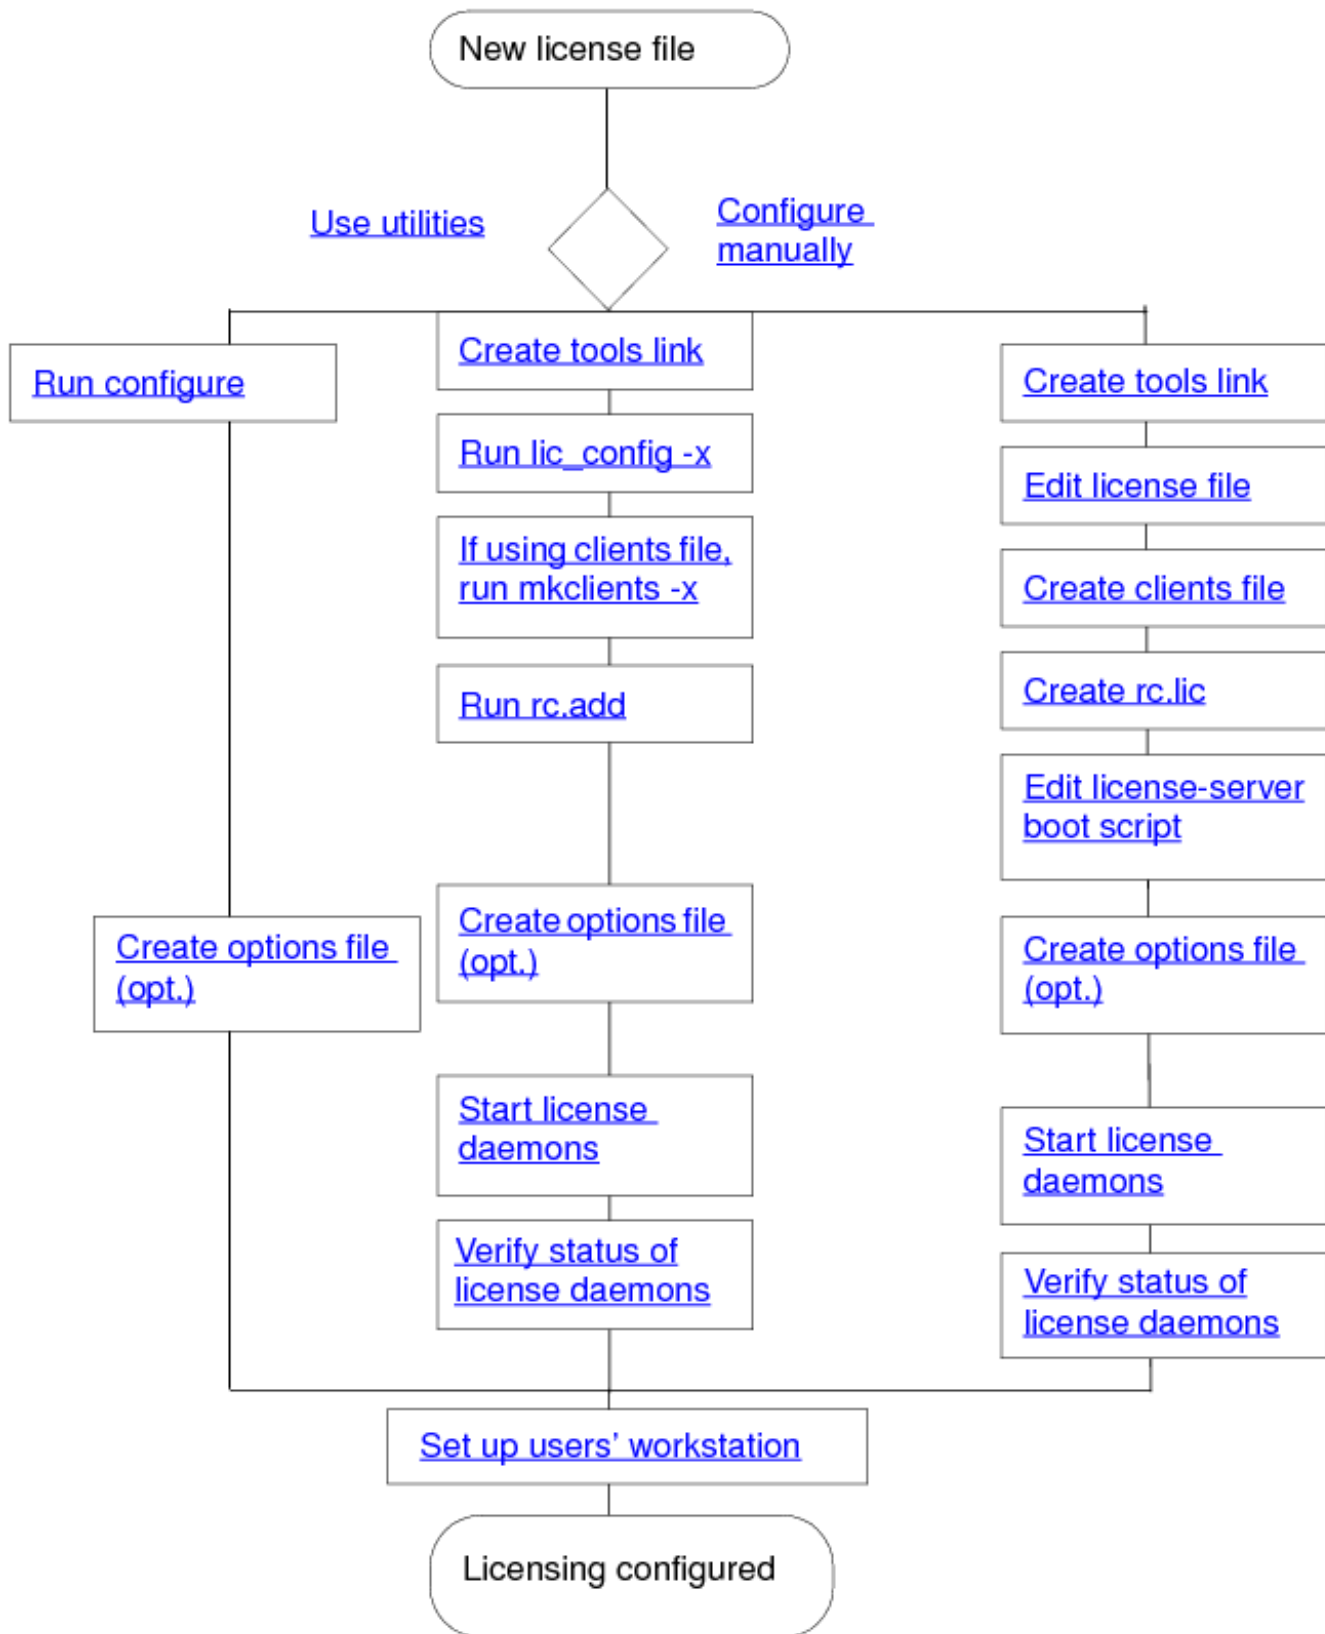 New license file
Use utilities
Configure
manually
Run configure
Create options file
(opt.)
Create tools link
Run lic_config -x
If using clients file,
run mkclients -x
Run rc.add
Create options file
(opt.)
Start license
daemons
Verify status of
license daemons
Create tools link
Edit license file
Create clients file
Create rc.lic
Edit license-server
boot script
Create options file
(opt.)
Start license
daemons
Verify status of
license daemons
Set up users’ workstation
Licensing configured